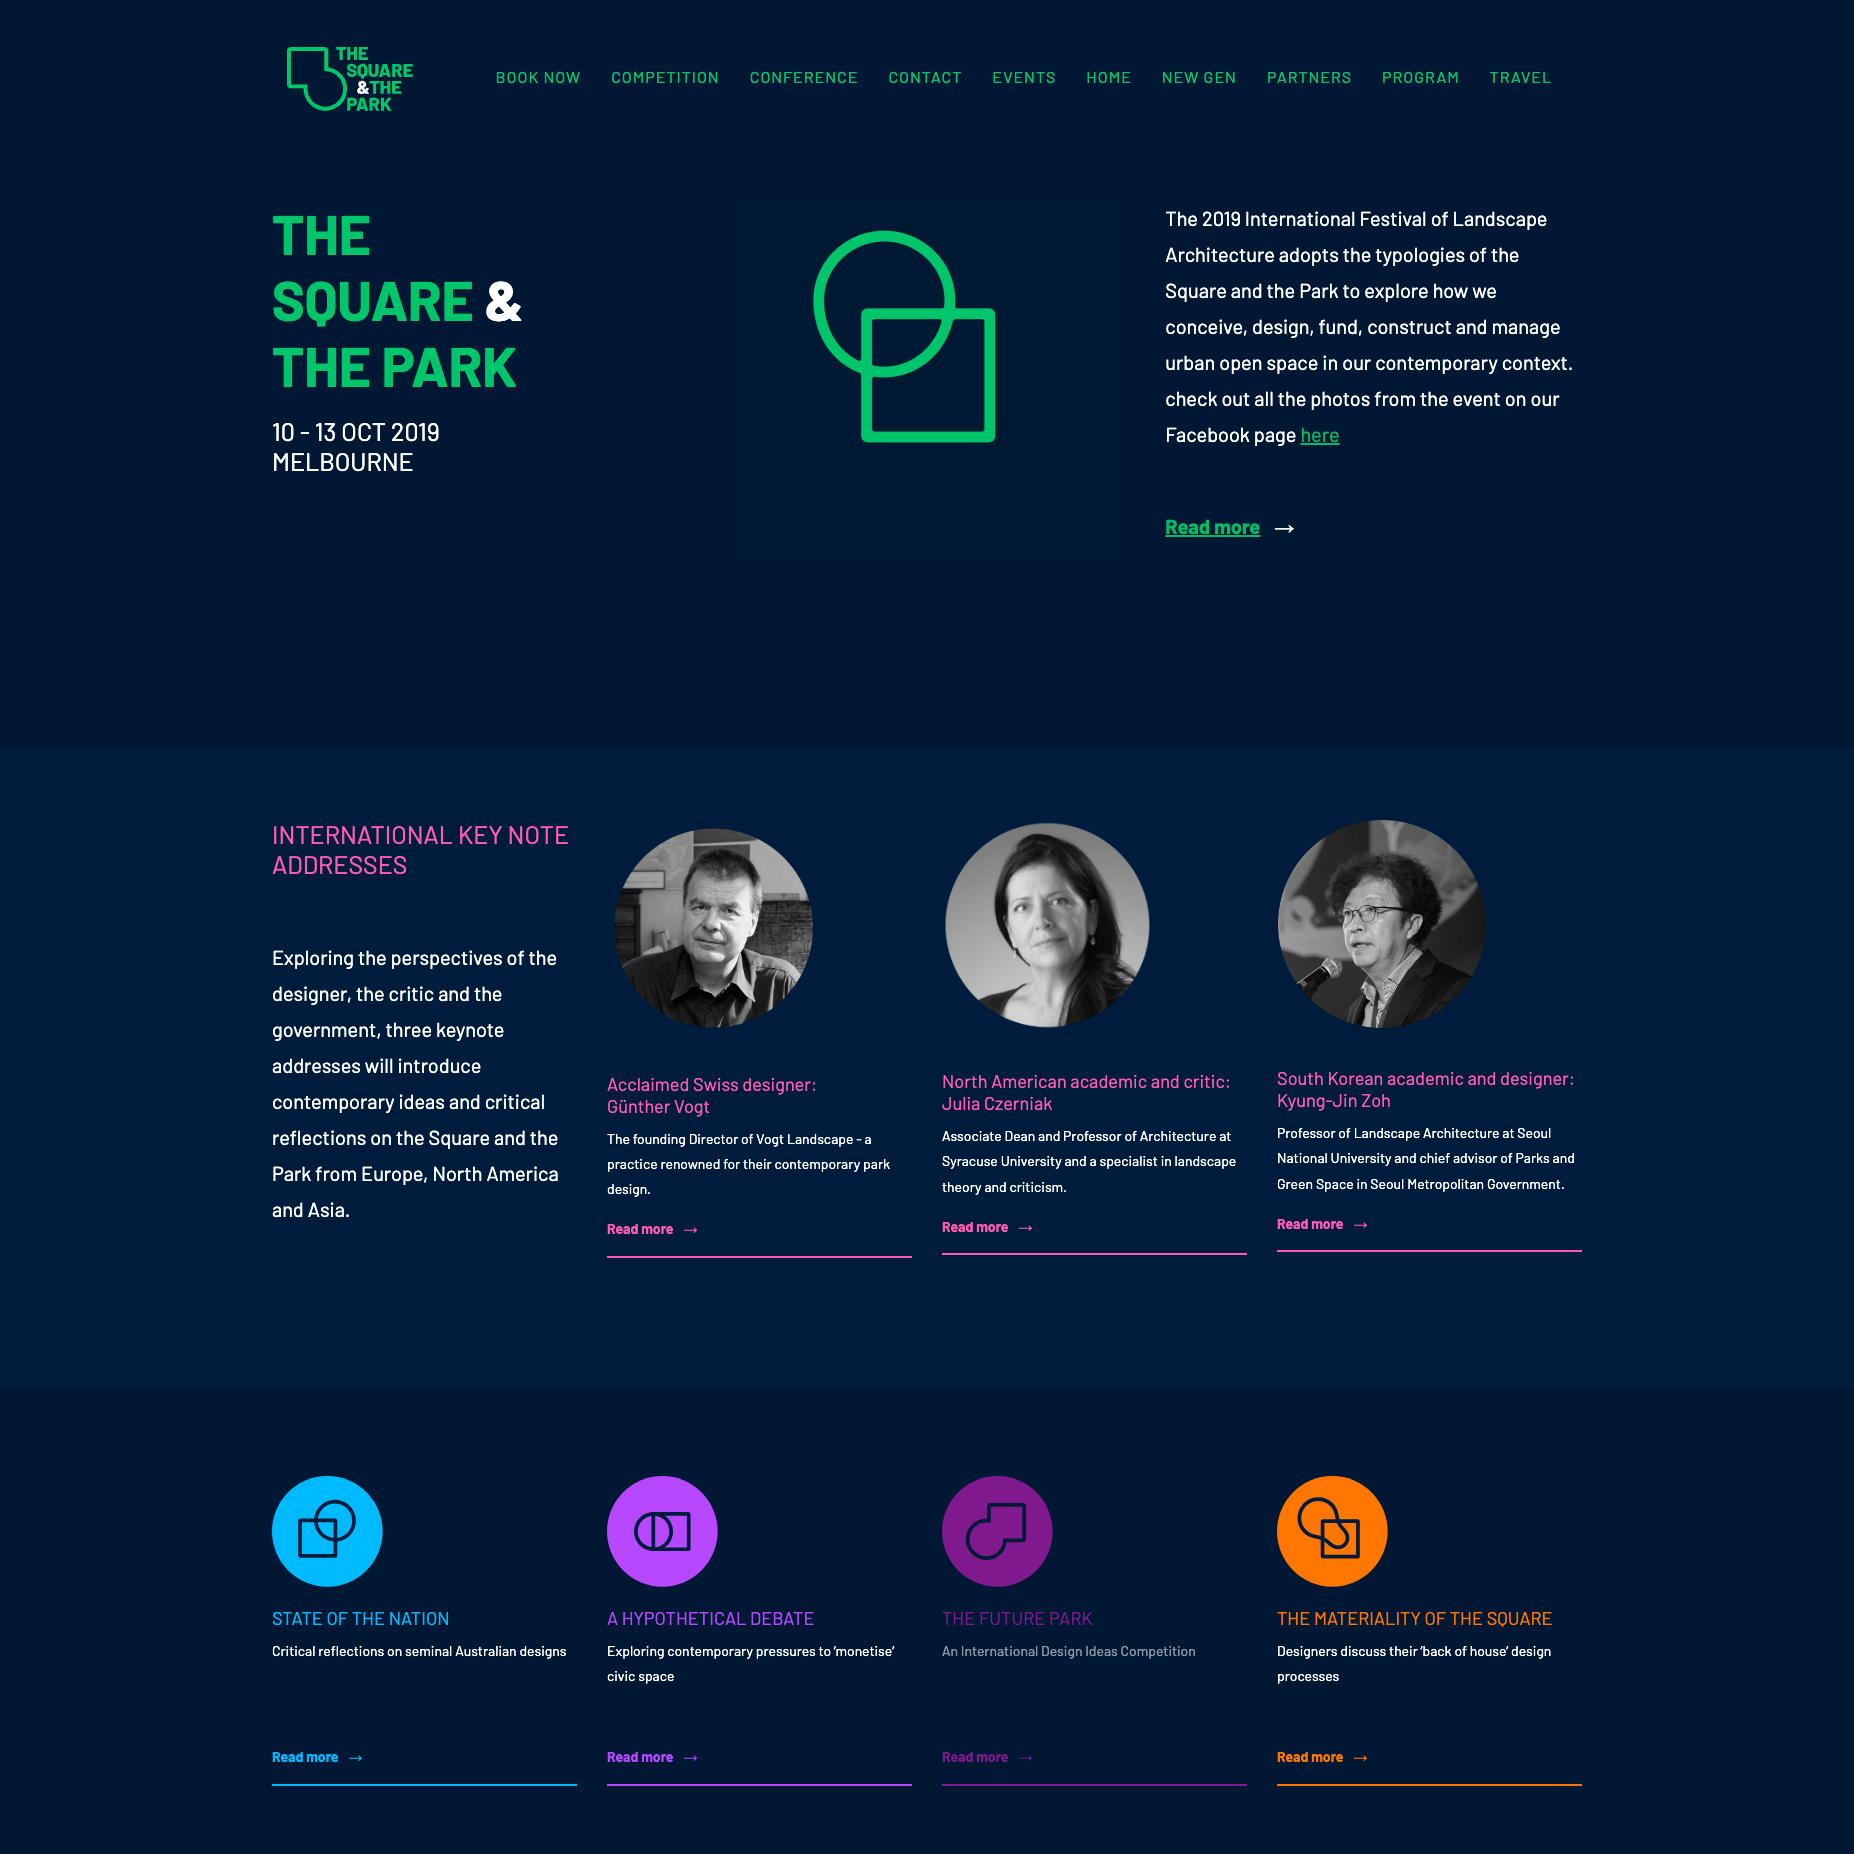 THE
SQUARE
&THE
PARK
BOOK NOW COMPETITION CONFERENCE CONTACT EVENTS HOME NEW GEN PARTNERS PROGRAM TRAVEL
THE
SQUARE &
THE PARK
10 - 13 OCT 2019
MELBOURNE
The 2019 International Festival of Landscape
Architecture adopts the typologies of the
Square and the Park to explore how we
conceive, design, fund, construct and manage
urban open space in our contemporary context.
check out all the photos from the event on our
Facebook page here
Read more →
INTERNATIONAL KEY NOTE
ADDRESSES
Exploring the perspectives of the
designer, the critic and the
government, three keynote
addresses will introduce
contemporary ideas and critical
reflections on the Square and the
Park from Europe, North America
and Asia.
Acclaimed Swiss designer:
Günther Vogt
The founding Director of Vogt Landscape - a
practice renowned for their contemporary park
design.
Read more →
North American academic and critic:
Julia Czerniak
Associate Dean and Professor of Architecture at
Syracuse University and a specialist in landscape
theory and criticism.
Read more →
South Korean academic and designer:
Kyung-Jin Zoh
Professor of Landscape Architecture at Seoul
National University and chief advisor of Parks and
Green Space in Seoul Metropolitan Government.
Read more →
STATE OF THE NATION
Critical reflections on seminal Australian designs
Read more →
A HYPOTHETICAL DEBATE
Exploring contemporary pressures to ‘monetise’
civic space
Read more →
THE FUTURE PARK
An International Design Ideas Competition
Read more →
THE MATERIALITY OF THE SQUARE
Designers discuss their ‘back of house’ design
processes
Read more →